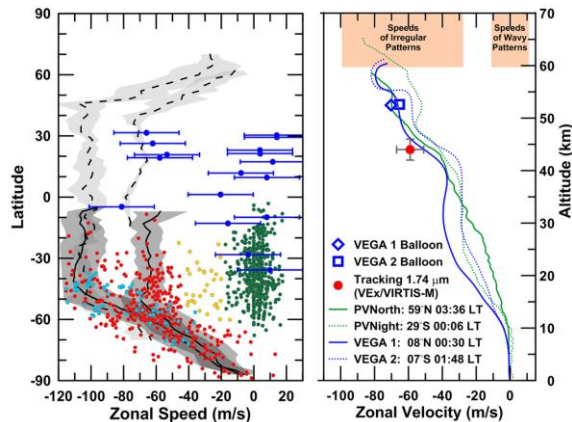 90
60
30
0
-30
-60
-90
Latitude
-120 -100 -80 -60 -40 -20 0 20
Zonal Speed (m/s)
Speeds of Irregular Patterns
Speeds of Wavy Patterns
70
60
50
40
30
20
10
0
Altitude (km)
VEGA 1 Balloon
VEGA 2 Balloon
Tracking 1.74 μm
(VEx/VIRTIS-M)
PVNorth: 59°N 03:36 LT
PVNight: 29°S 00:06 LT
VEGA 1: 08°N 00:30 LT
VEGA 2: 07°S 01:48 LT
-100 -80 -60 -40 -20 0
Zonal Velocity (m/s)